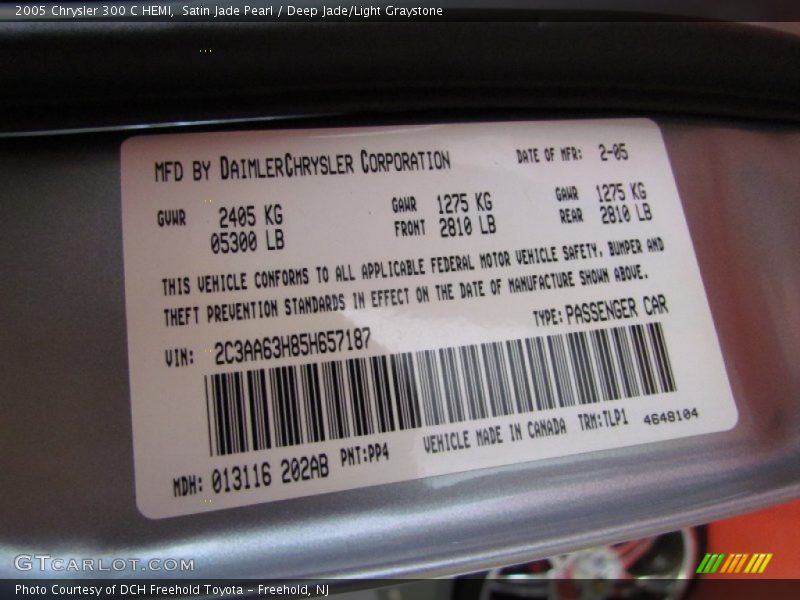 2005 Chrysler 300 C HEMI, Satin Jade Pearl / Deep Jade/Light Graystone
MFD BY DAIMLERCHRYSLER CORPORATION DATE OF MFR: 2-05
GVWR 2405 KG GAWR 1275 KG GAWR 1275 KG
05300 LB FRONT 2810 LB REAR 2810 LB
THIS VEHICLE CONFORMS TO ALL APPLICABLE FEDERAL MOTOR VEHICLE SAFETY, BUMPER AND
THEFT PREVENTION STANDARDS IN EFFECT ON THE DATE OF MANUFACTURE SHOWN ABOVE.
VIN: 2C3AA63H85H657187 TYPE: PASSENGER CAR
MDH: 013116 202AB PNT:PP4 VEHICLE MADE IN CANADA TRM:TLP1 4648104
GTCARLOT.COM
Photo Courtesy of DCH Freehold Toyota - Freehold, NJ